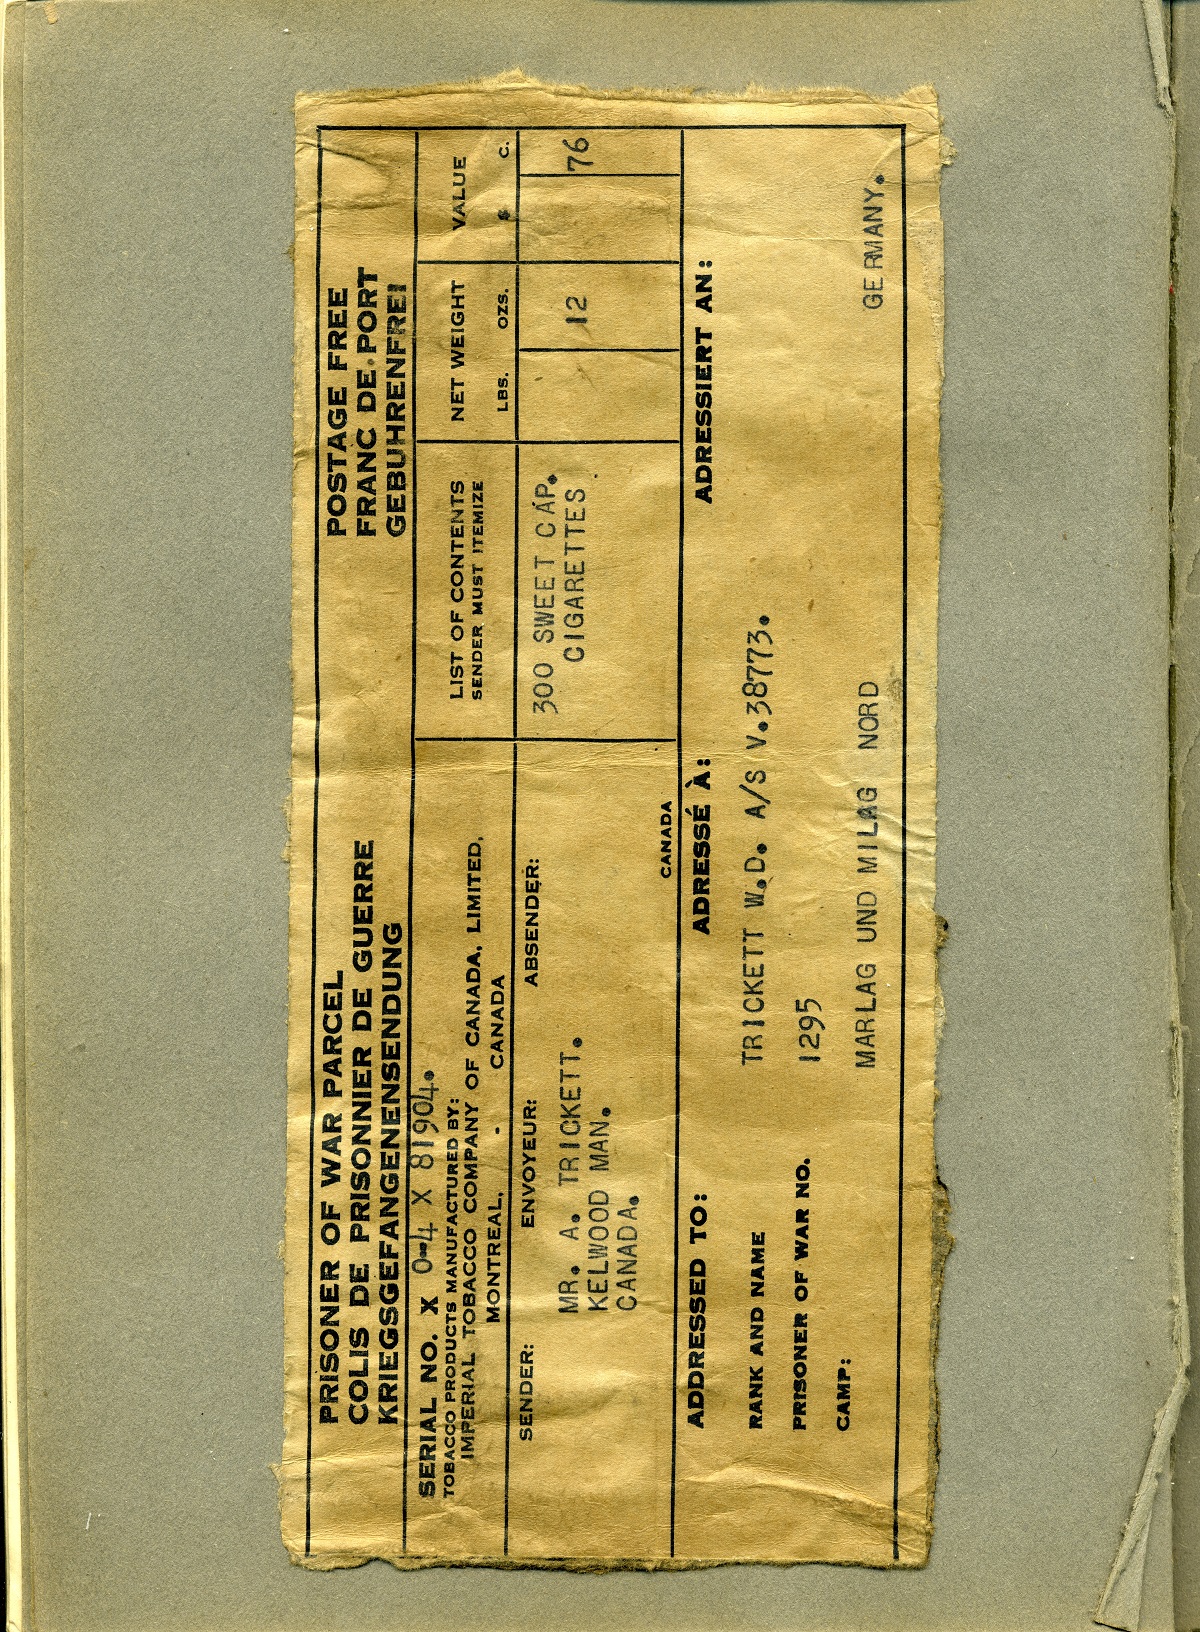 PRISONER OF WAR PARCEL
COLIS DE PRISONNIER DE GUERRE
KRIEGSGEFANGENENSENDUNG
POSTAGE FREE
FRANC DE PORT
GEBUHRENFREI
SERIAL NO. X 0-4 X 81904.
TOBACCO PRODUCTS MANUFACTURED BY:
IMPERIAL TOBACCO COMPANY OF CANADA, LIMITED,
MONTREAL, - CANADA
LIST OF CONTENTS
SENDER MUST ITEMIZE
NET WEIGHT
LBS. OZS.
VALUE
$ C.
SENDER: ENVOYEUR: ABSENDER:
MR. A. TRICKETT.
KELWOOD MAN.
CANADA.
CANADA
300 SWEET CAP.
CIGARETTES
12
76
ADDRESSED TO: ADRESSÉ À: ADRESSIERT AN:
RANK AND NAME TRICKETT W.D. A/S V.38773.
PRISONER OF WAR NO. 1295
CAMP: MARLAG UND MILAG NORD
GERMANY.